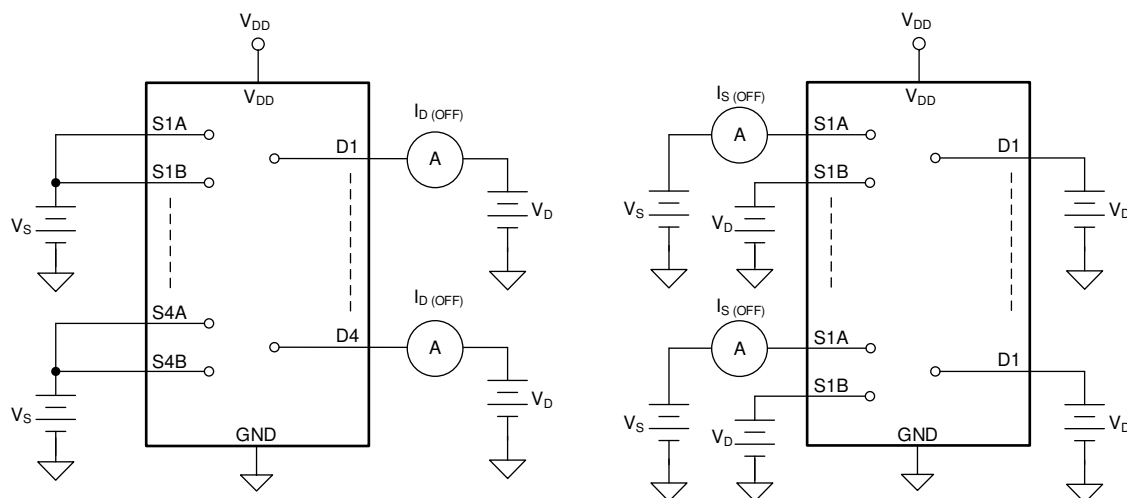 VDD
VDD
S1A
S1B
VS
S4A
S4B
VS
GND
ID (OFF)
A
D1
VD
ID (OFF)
A
D4
VD
VDD
VDD
IS (OFF)
A
S1A
S1B
VS
VD
D1
VD
IS (OFF)
A
S1A
S1B
VS
VD
D1
VD
GND